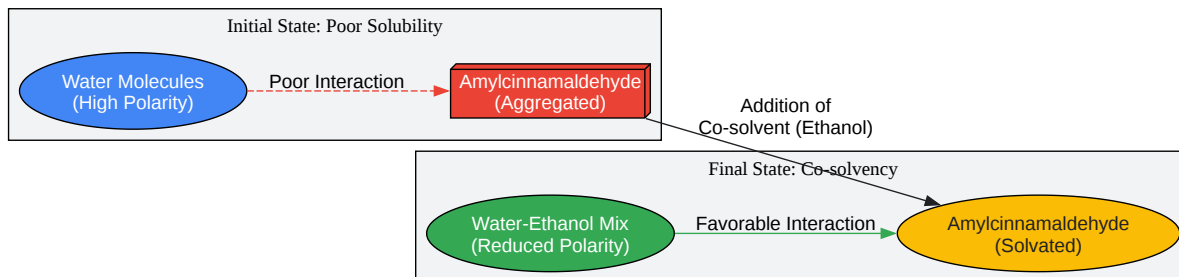 Initial State: Poor Solubility
Water Molecules
(High Polarity)
Poor Interaction
Amylcinnamaldehyde
(Aggregated)
Addition of
Co-solvent (Ethanol)
Final State: Co-solvency
Water-Ethanol Mix
(Reduced Polarity)
Favorable Interaction
Amylcinnamaldehyde
(Solvated)